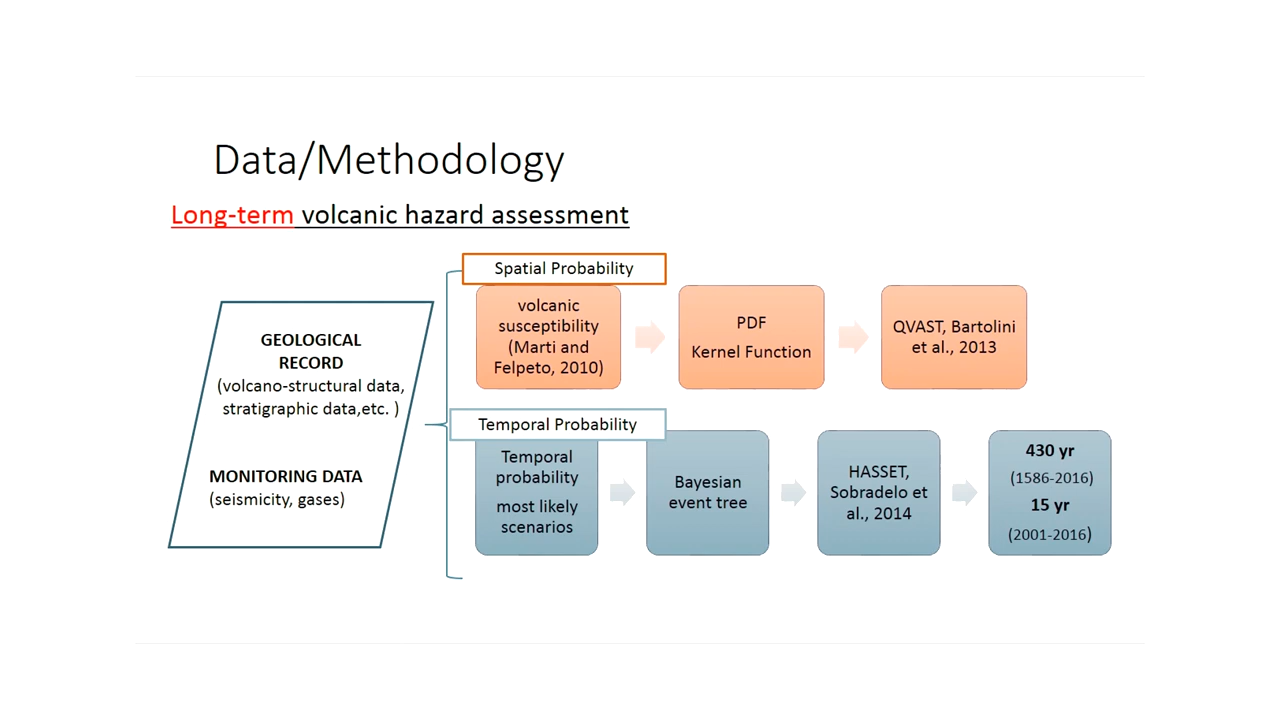 Data/Methodology
Long-term volcanic hazard assessment
GEOLOGICAL
RECORD
(volcano-structural data,
stratigraphic data,etc. )
MONITORING DATA
(seismicity, gases)
Spatial Probability
volcanic
susceptibility
(Marti and
Felpeto, 2010)
PDF
Kernel Function
QVAST, Bartolini
et al., 2013
Temporal Probability
Temporal
probability
most likely
scenarios
Bayesian
event tree
HASSET,
Sobradelo et
al., 2014
430 yr
(1586-2016)
15 yr
(2001-2016)